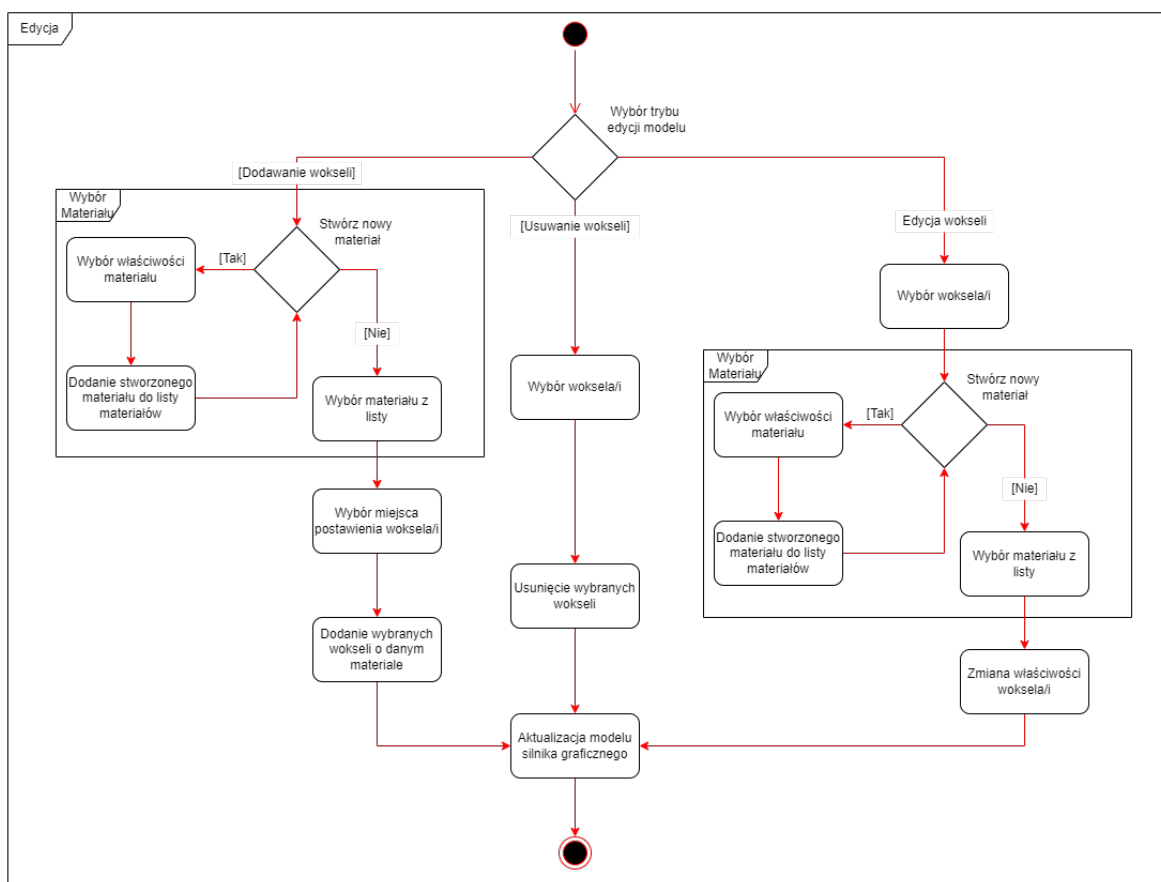 Edycja
Wybór trybu
edycji modelu
[Dodawanie wokseli]
[Usuwanie wokseli]
Edycja wokseli
Wybór
Materiału
Stwórz nowy
materiał
[Tak]
Wybór właściwości
materiału
[Nie]
Dodanie stworzonego
materiału do listy
materiałów
Wybór materiału z
listy
Wybór miejsca
postawienia woksela/i
Dodanie wybranych
wokseli o danym
materiale
Wybór woksela/i
Usunięcie wybranych
wokseli
Wybór woksela/i
Wybór
Materiału
Stwórz nowy
materiał
[Tak]
Wybór właściwości
materiału
[Nie]
Dodanie stworzonego
materiału do listy
materiałów
Wybór materiału z
listy
Zmiana właściwości
woksela/i
Aktualizacja modelu
silnika graficznego